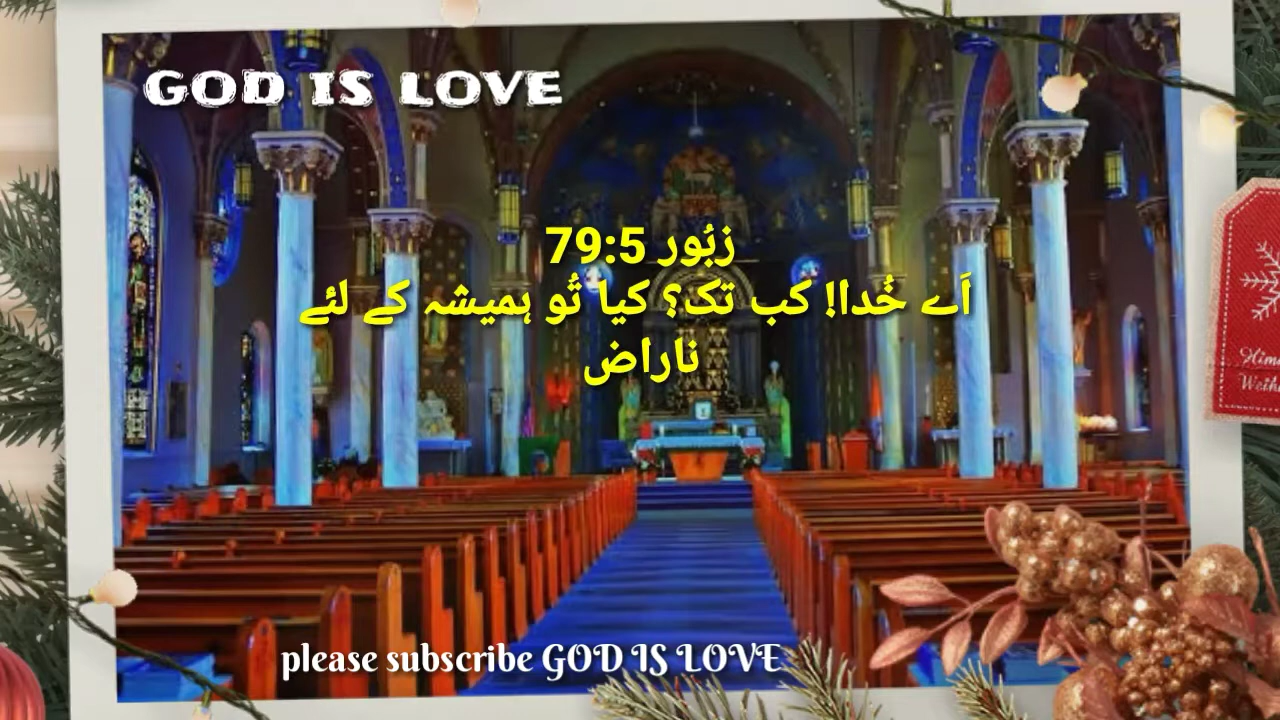 GOD IS LOVE
زبُور 79:5
اَے خُدا! کب تک؟ کیا تُو ہمیشہ کے لئے
ناراض
please subscribe GOD IS LOVE